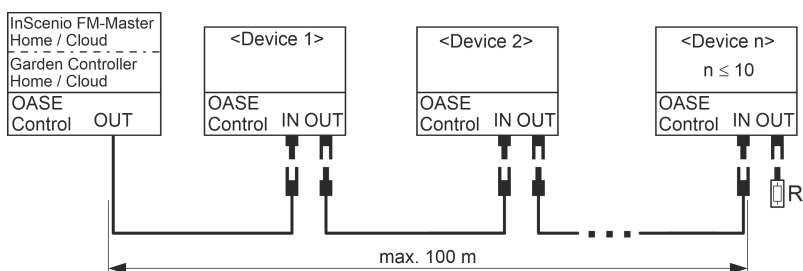 InScenio FM-Master
Home / Cloud
Garden Controller
Home / Cloud
OASE
Control OUT
<Device 1>
OASE
Control IN OUT
<Device 2>
OASE
Control IN OUT
<Device n>
n ≤ 10
OASE
Control IN OUT
R
max. 100 m